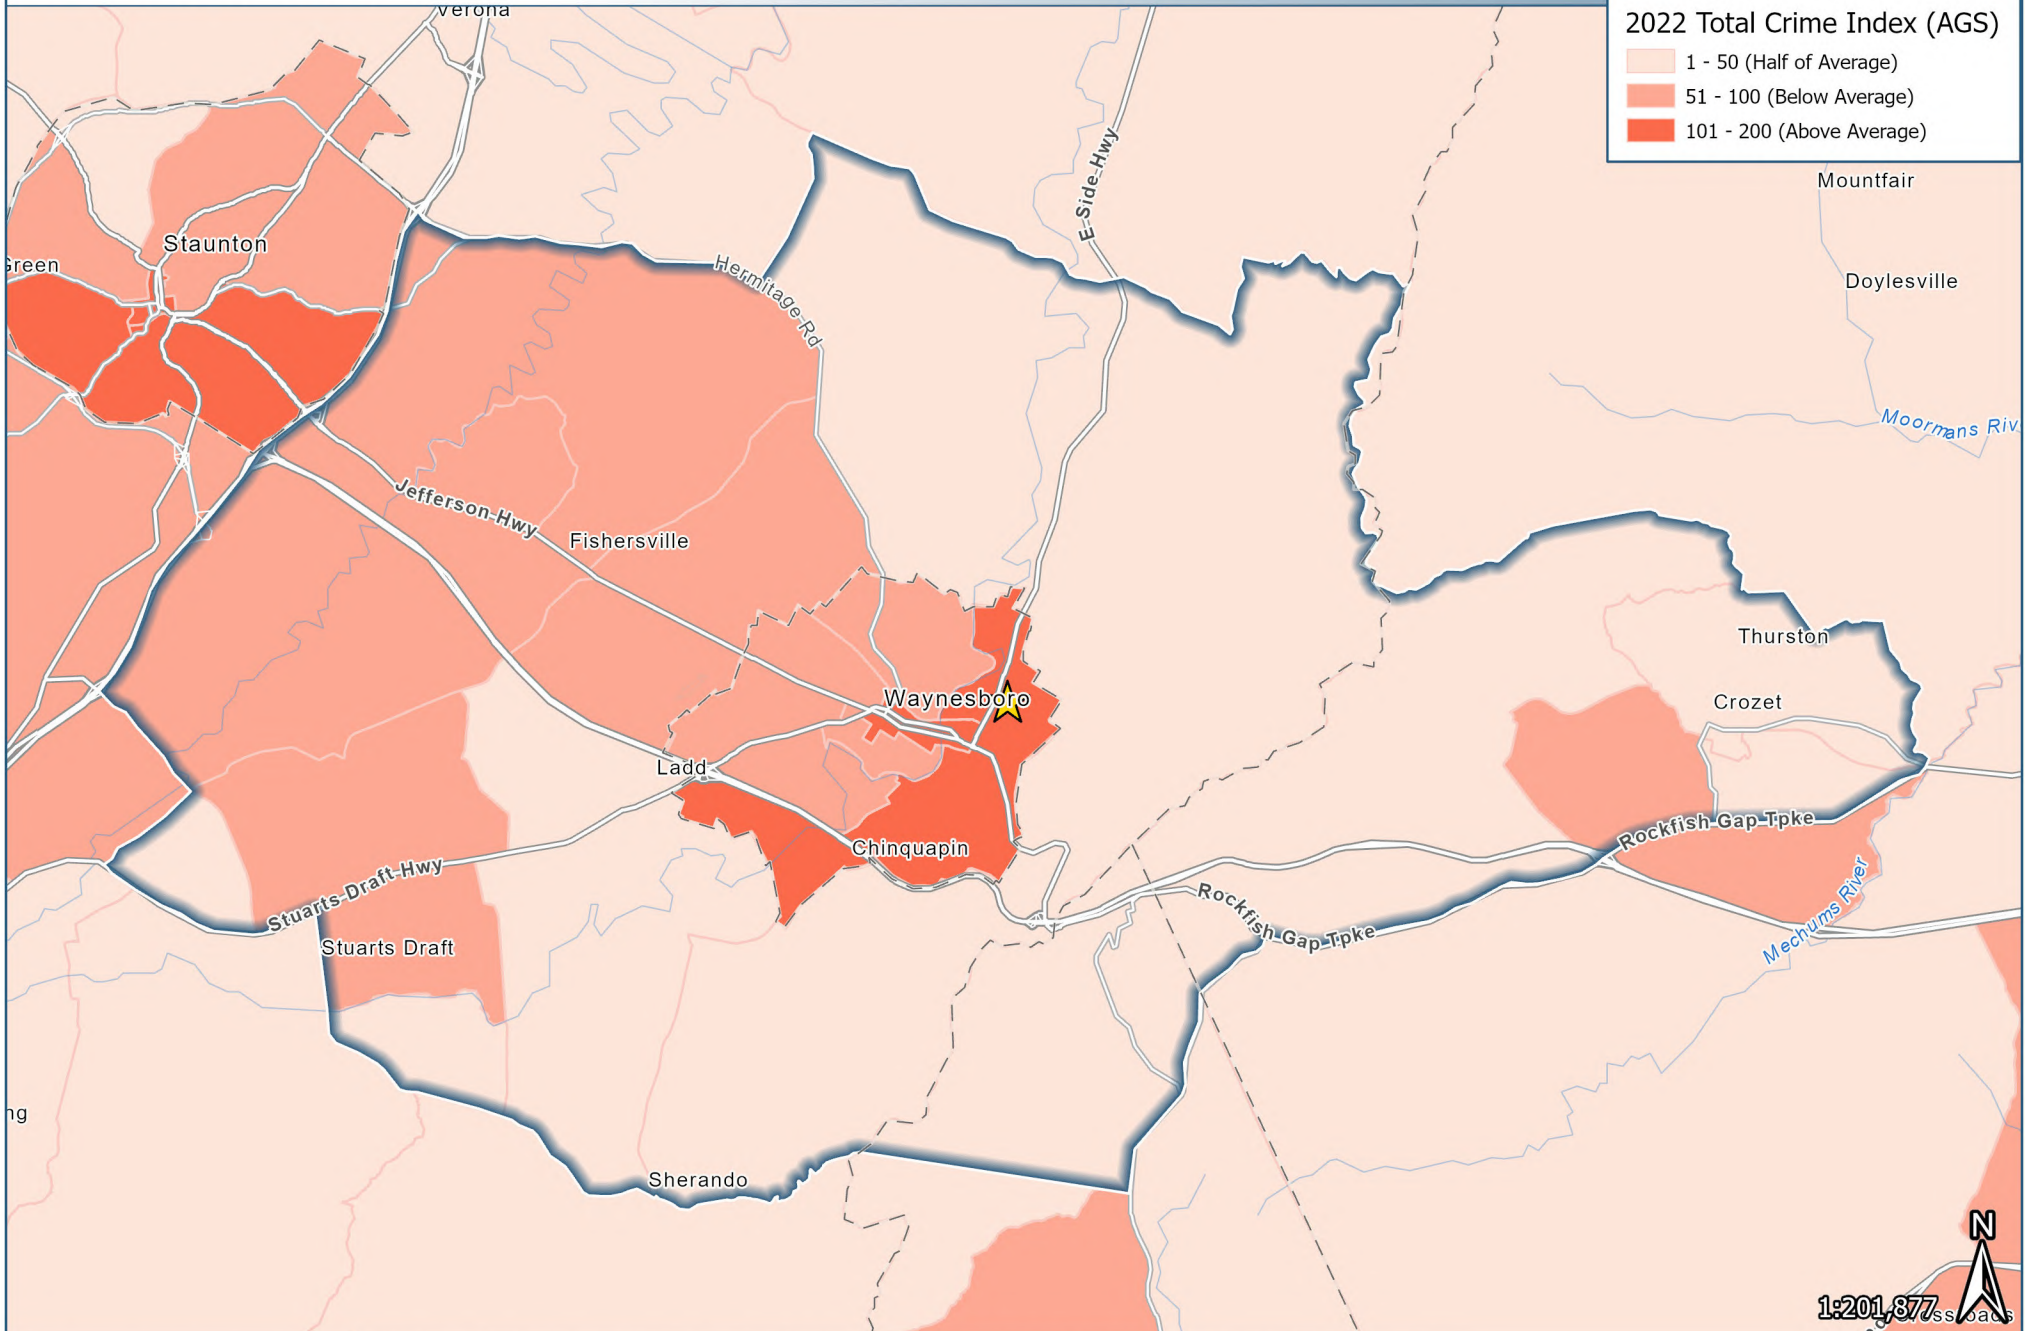 Verona
2022 Total Crime Index (AGS)
1 - 50 (Half of Average)
51 - 100 (Below Average)
101 - 200 (Above Average)
E Side Hwy
Mountfair
Staunton
Green
Hermitage Rd
Doylesville
Moormans Riv
Jefferson Hwy
Fishersville
Thurston
Waynesboro
Crozet
Ladd
Rockfish Gap Tpke
Chinquapin
Stuarts Draft Hwy
Mechums River
Rockfish Gap Tpke
Stuarts Draft
ng
Sherando
N
1:201,877